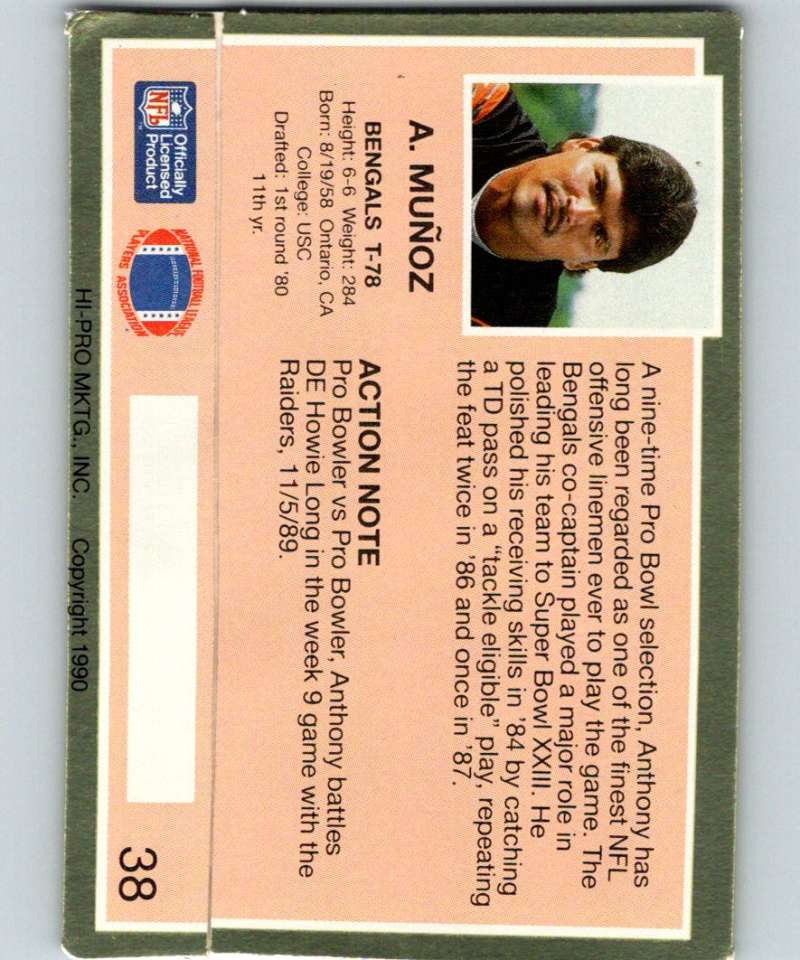 A. MUÑOZ
BENGALS T-78
Height: 6-6 Weight: 284
Born: 8/19/58 Ontario, CA
College: USC
Drafted: 1st round '80
11th yr.
A nine-time Pro Bowl selection, Anthony has
long been regarded as one of the finest NFL
offensive linemen ever to play the game. The
Bengals co-captain played a major role in
leading his team to Super Bowl XXIII. He
polished his receiving skills in '84 by catching
a TD pass on a "tackle eligible" play, repeating
the feat twice in '86 and once in '87.
ACTION NOTE
Pro Bowler vs Pro Bowler, Anthony battles
DE Howie Long in the week 9 game with the
Raiders, 11/5/89.
NFL
Officially
Licensed
Product
NATIONAL FOOTBALL LEAGUE
PLAYERS ASSOCIATION
38
HI-PRO MKTG., INC. Copyright 1990